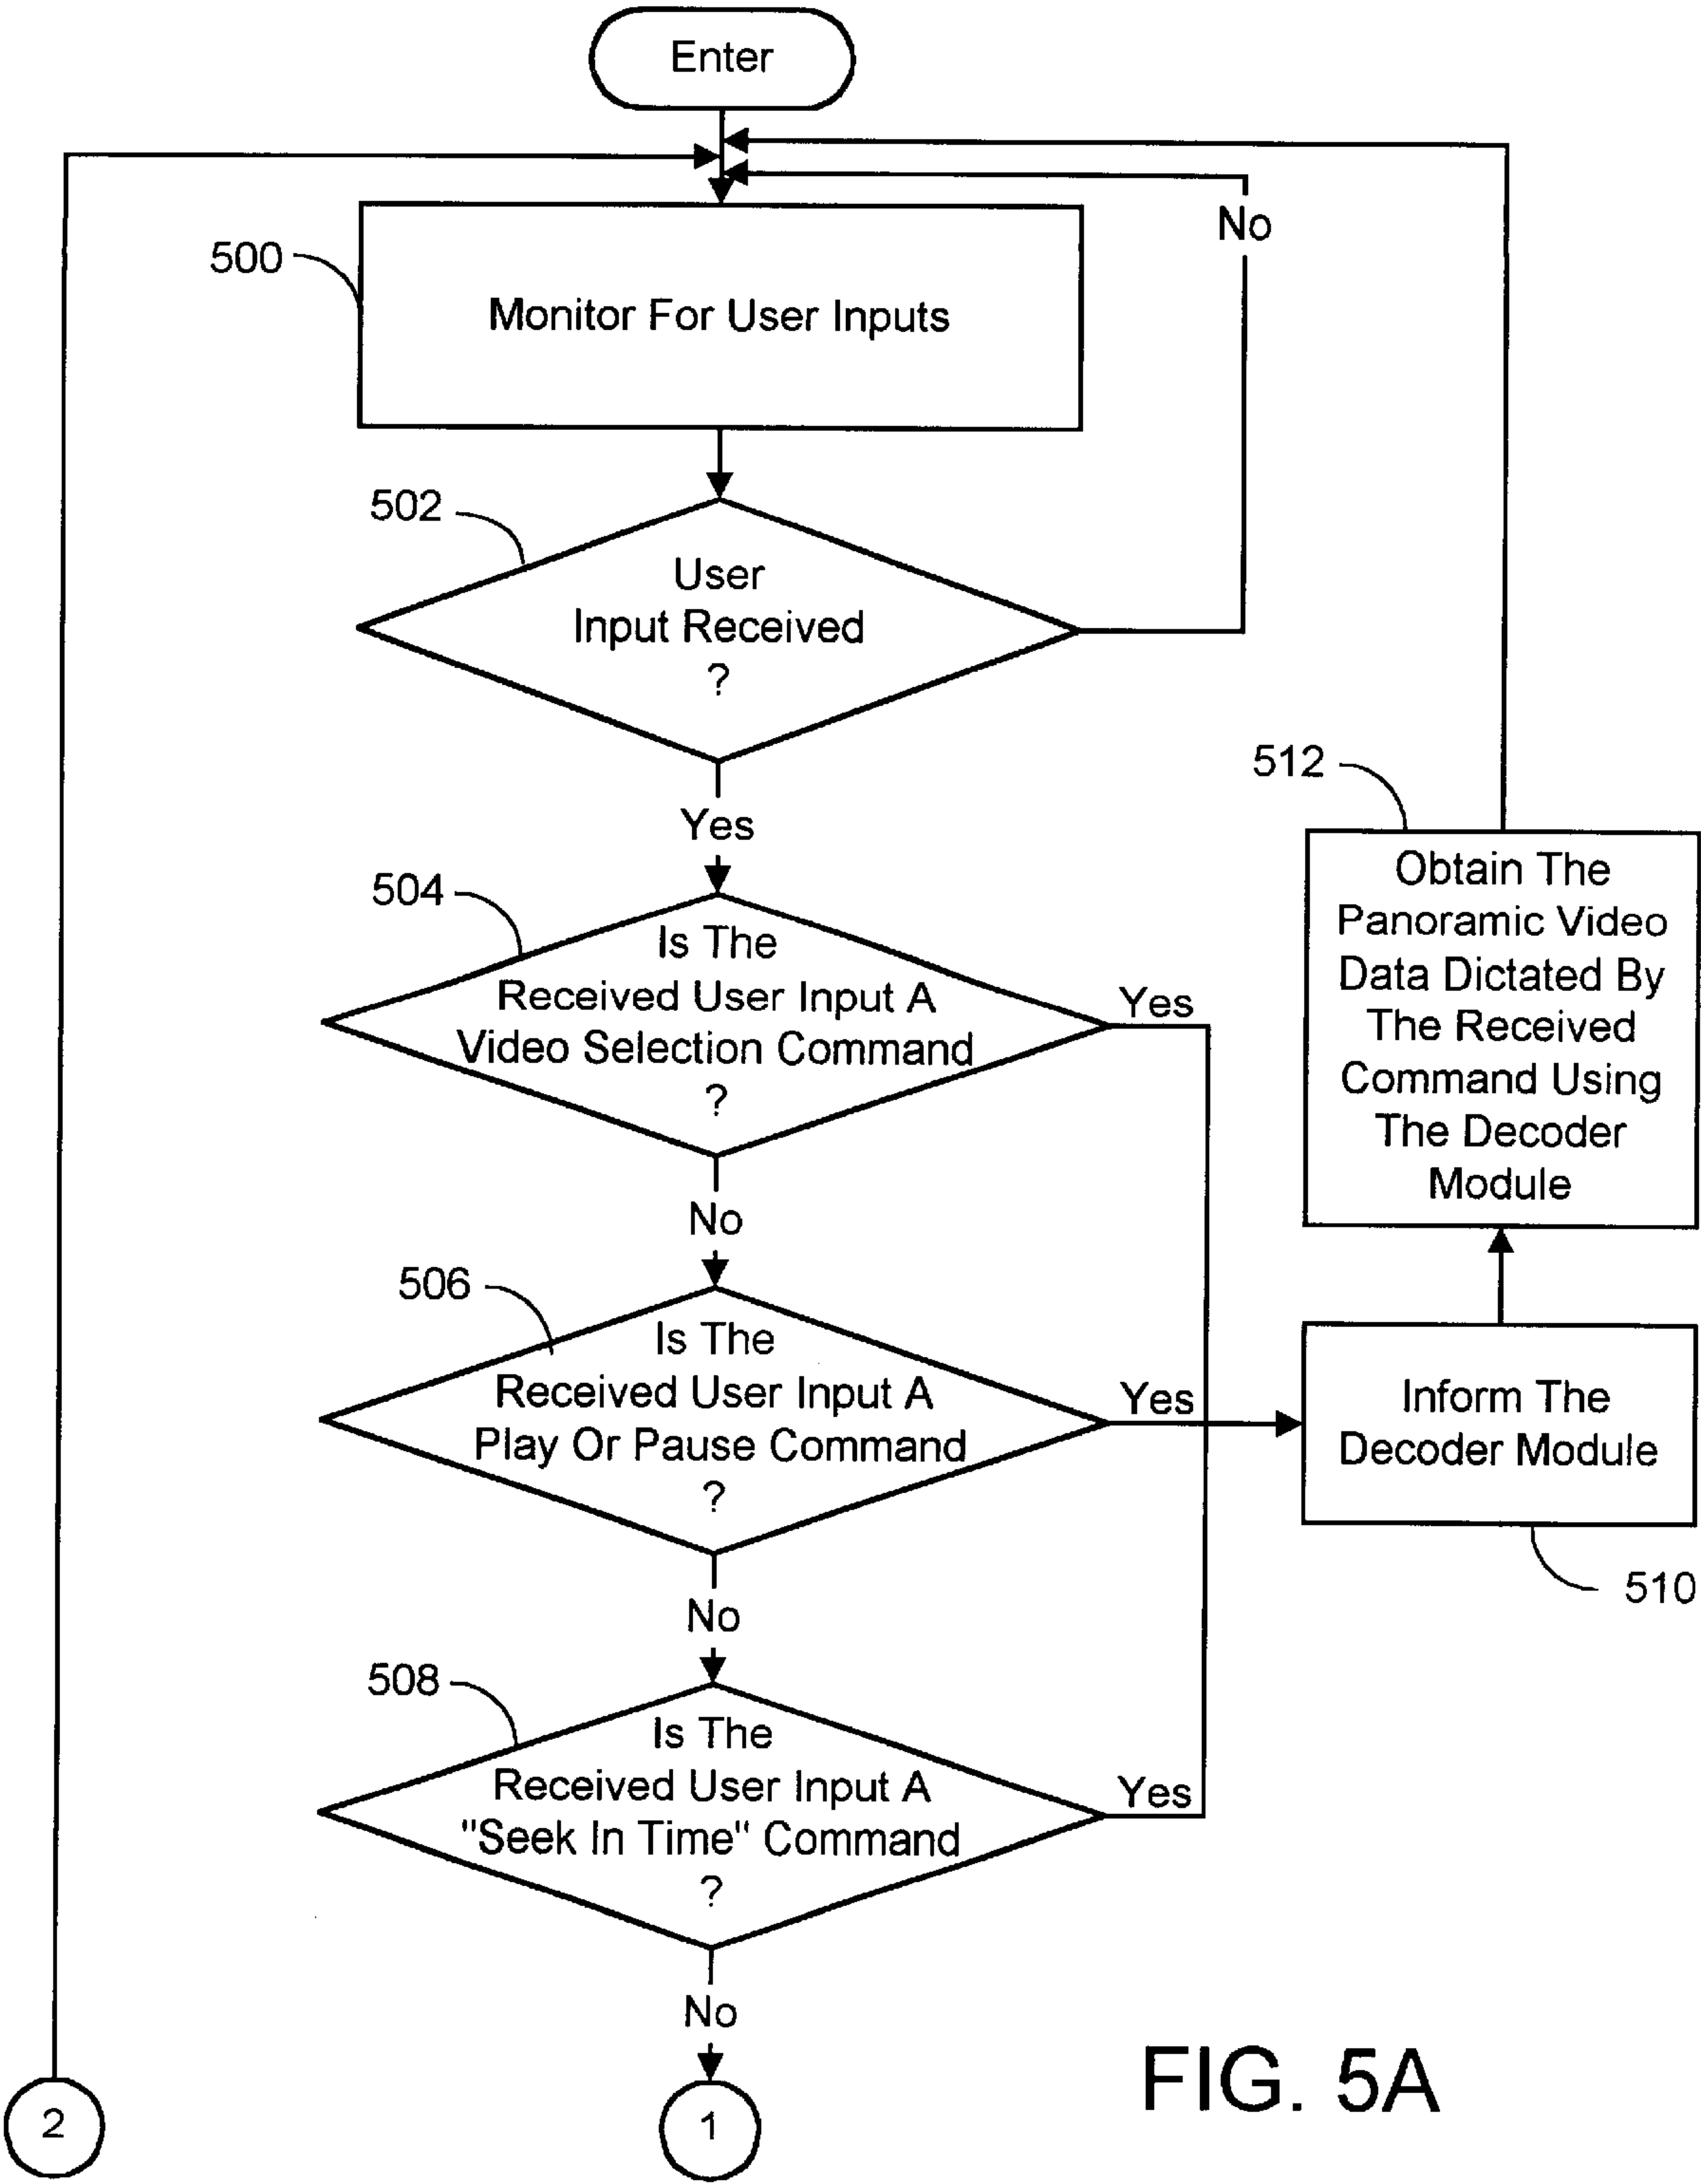 Enter
No
500
Monitor For User Inputs
502
User
Input Received
?
Yes
512
Obtain The
Panoramic Video
Data Dictated By
The Received
Command Using
The Decoder
Module
504
Is The
Received User Input A
Video Selection Command
?
Yes
No
506
Is The
Received User Input A
Play Or Pause Command
?
Yes
Inform The
Decoder Module
510
No
508
Is The
Received User Input A
"Seek In Time" Command
?
Yes
No
2
1
FIG. 5A